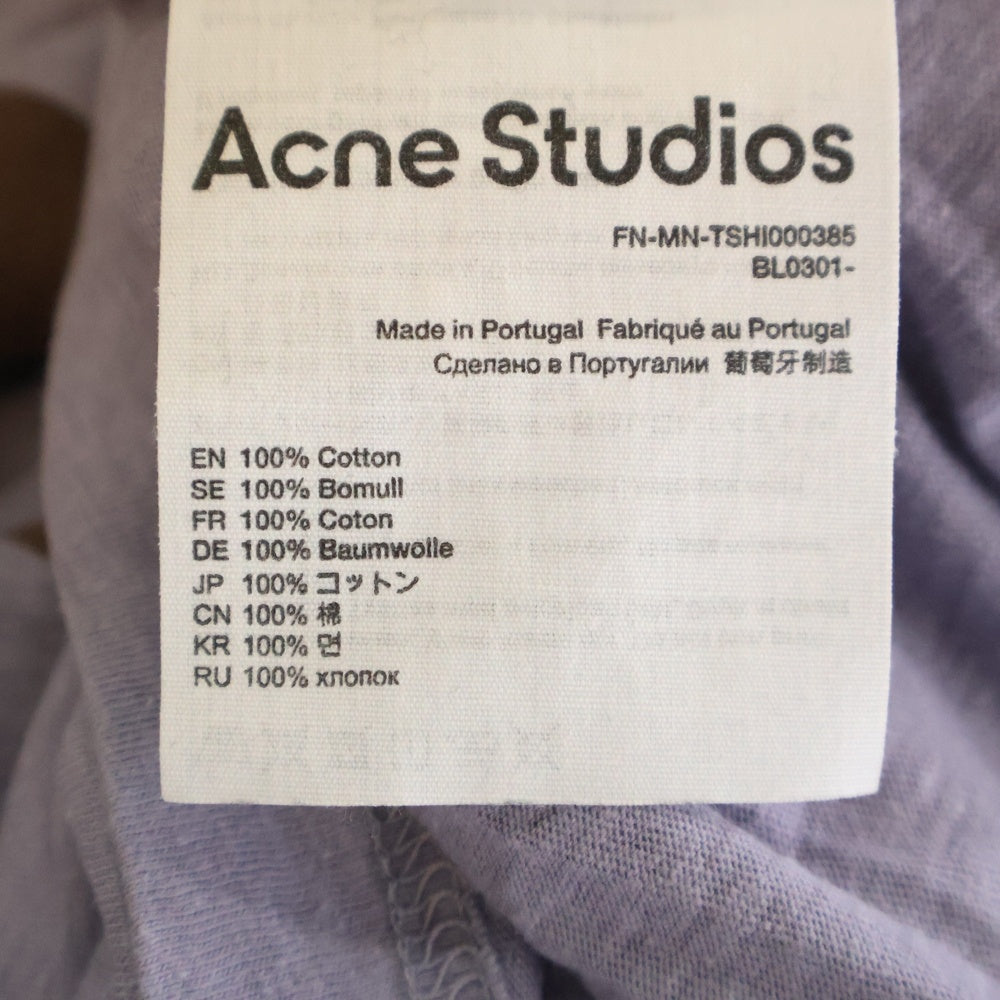 Acne Studios
FN-MN-TSHI000385
BL0301-
Made in Portugal Fabriqué au Portugal
Сделано в Португалии 葡萄牙制造
EN 100% Cotton
SE 100% Bomull
FR 100% Coton
DE 100% Baumwolle
JP 100% コットン
CN 100% 棉
KR 100% 면
RU 100% хлопок